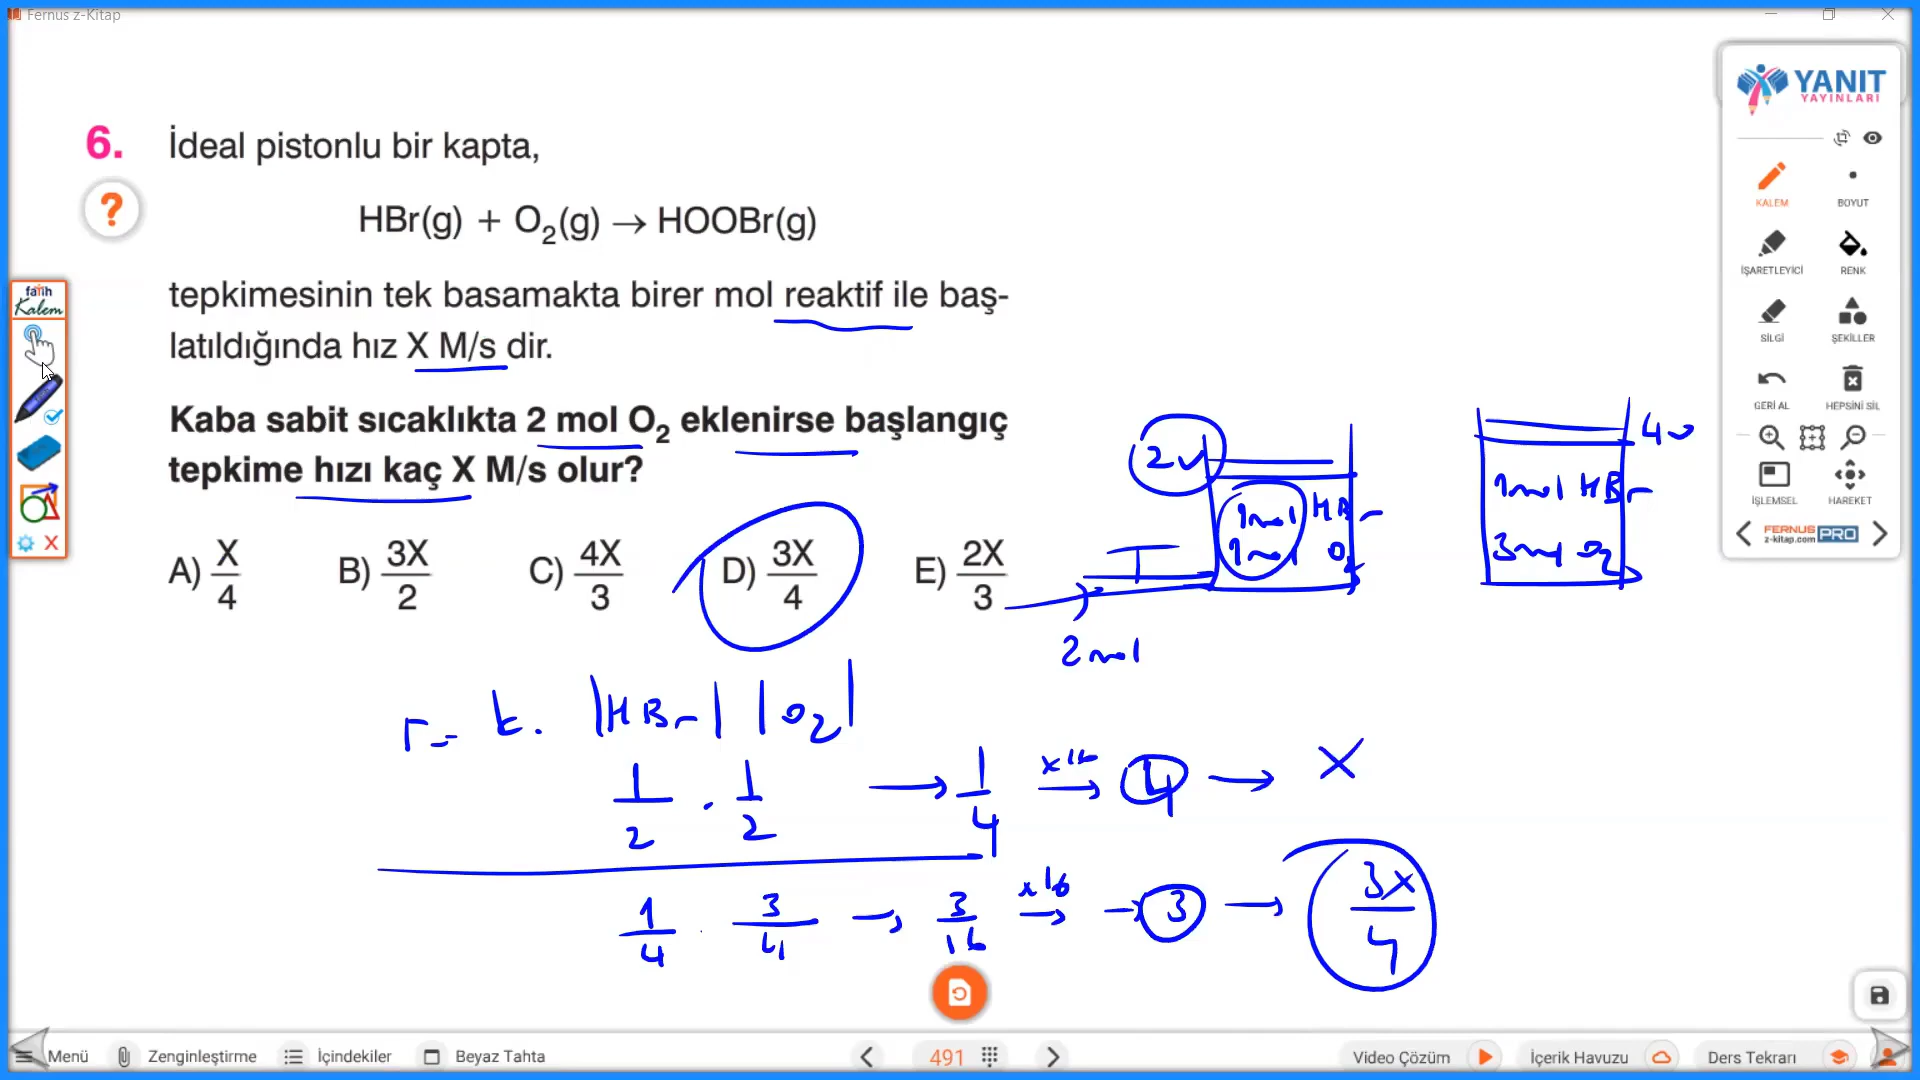 Fernus z-Kitap
6. İdeal pistonlu bir kapta,
HBr(g) + O2(g) → HOOBr(g)
tepkimesinin tek basamakta birer mol reaktif ile baş-
latıldığında hız X M/s dir.
Kaba sabit sıcaklıkta 2 mol O2 eklenirse başlangıç
tepkime hızı kaç X M/s olur?
A) X/4 B) 3X/2 C) 4X/3 D) 3X/4 E) 2X/3
2V
1mol HBr
1mol O2
2 mol
4v
1mol HBr
3mol O2
r= k. |HBr| |O2|
1/2 . 1/2 → 1/4 x16 → 4 → X
1/4 . 3/4 → 3/16 x16 → → 3 → 3x/4
fatih
Kalem
YANIT
YAYINLARI
KALEM BOYUT
İŞARETLEYİCİ RENK
SİLGİ ŞEKİLLER
GERİ AL HEPSİNİ SİL
İŞLEMSEL HAREKET
FERNUS
z-kitap.com PRO
Menü Zenginleştirme İçindekiler Beyaz Tahta 491 Video Çözüm İçerik Havuzu Ders Tekrarı